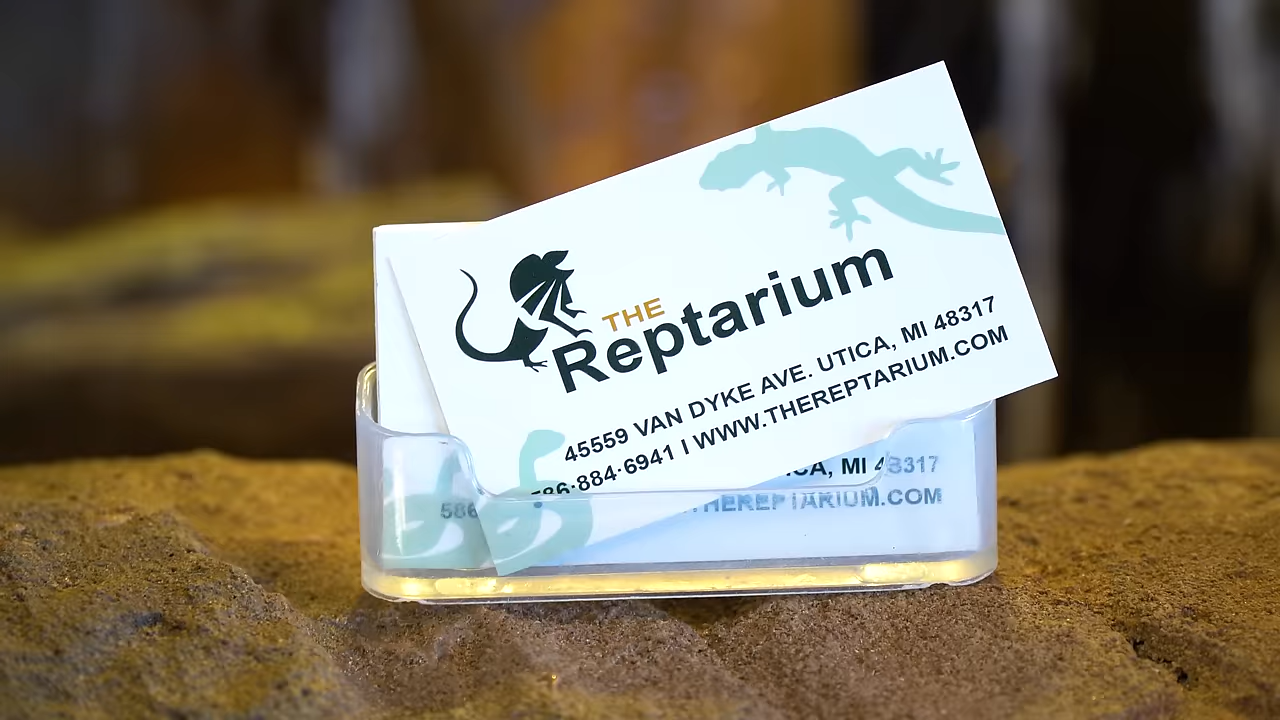 THE
Reptarium
45559 VAN DYKE AVE. UTICA, MI 48317
586·884·6941 I WWW.THEREPTARIUM.COM
UTICA, MI 48317
586 THEREPTARIUM.COM